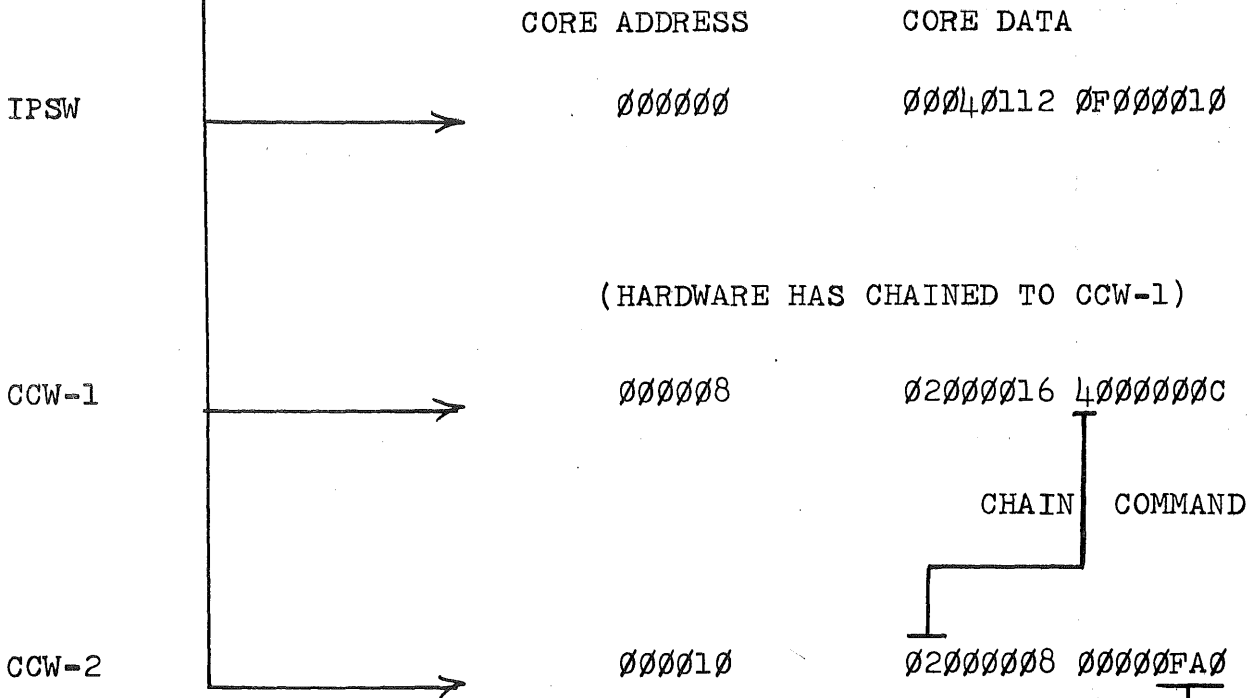 CORE ADDRESS CORE DATA
IPSW ØØØØØØ ØØØ4Ø112 ØFØØØØ1Ø
(HARDWARE HAS CHAINED TO CCW-1)
CCW-1 ØØØØØ8 Ø2ØØØØ16 4ØØØØØØC
CHAIN COMMAND
CCW-2 ØØØØ1Ø Ø2ØØØØØ8 ØØØØØFAØ